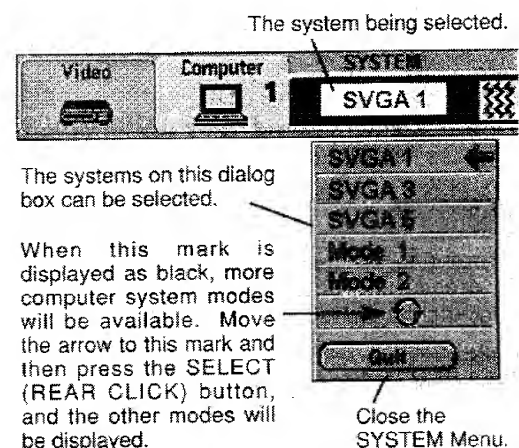 The system being selected.
Video
Computer
1
SYSTEM
SVGA 1
The systems on this dialog
box can be selected.
SVGA 1
SVGA 3
SVGA 5
Mode 1
Mode 2
Quit
When this mark is
displayed as black, more
computer system modes
will be available. Move
the arrow to this mark and
then press the SELECT
(REAR CLICK) button,
and the other modes will
be displayed.
Close the
SYSTEM Menu.